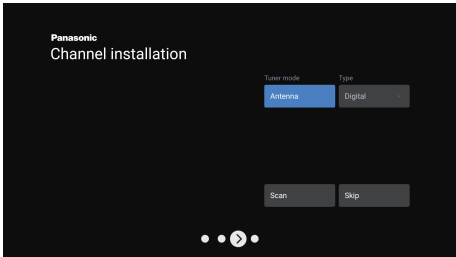 Panasonic
Channel installation
Tuner mode
Type
Antenna
Digital
Scan
Skip